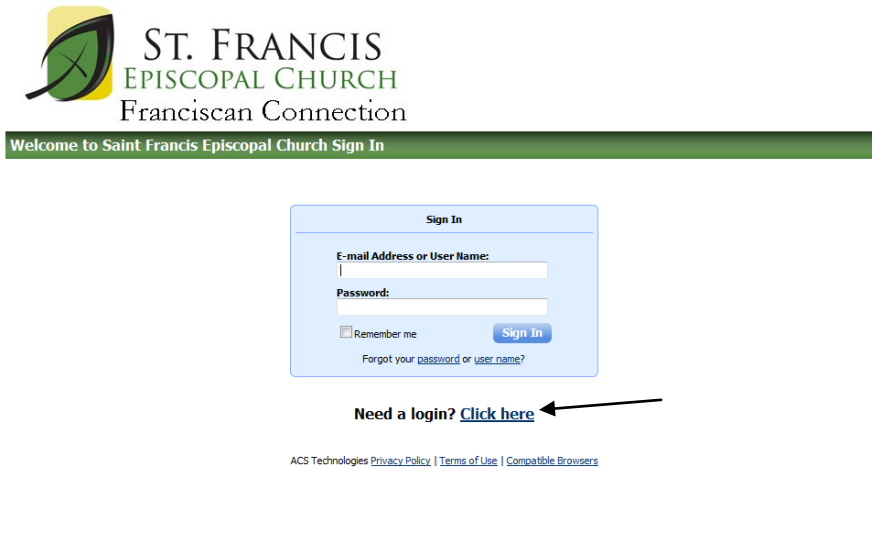 ST. FRANCIS
EPISCOPAL CHURCH
Franciscan Connection
Welcome to Saint Francis Episcopal Church Sign In
Sign In
E-mail Address or User Name:
Password:
Remember me
Sign In
Forgot your password or user name?
Need a login? Click here
ACS Technologies Privacy Policy | Terms of Use | Compatible Browsers